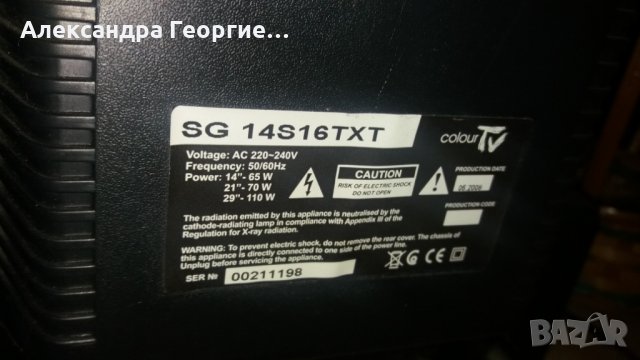 Александра Георгие...
SG 14S16TXT
colour TV
Voltage: AC 220~240V
Frequency: 50/60Hz
Power: 14"- 65 W
21"- 70 W
29"- 110 W
CAUTION
RISK OF ELECTRIC SHOCK
DO NOT OPEN
PRODUCTION DATE
06.2008
PRODUCTION CODE
The radiation emitted by this appliance is neutralised by the
cathode-radiating lamp in compliance with Appendix III of the
Regulation for X-ray radiation.
WARNING: To prevent electric shock, do not remove the rear cover. The chassis of
this appliance is directly connected to one side of the power line.
Unplug before servicing the appliance.
SER № 00211198
CE
BAZAR